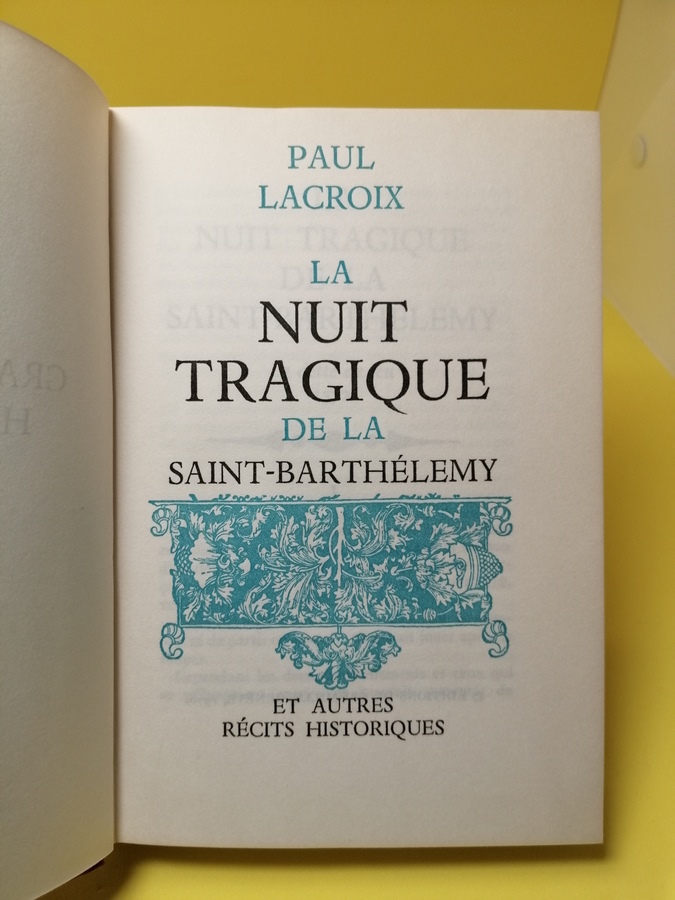 PAUL
LACROIX
LA
NUIT
TRAGIQUE
DE LA
SAINT-BARTHÉLEMY
ET AUTRES
RÉCITS HISTORIQUES